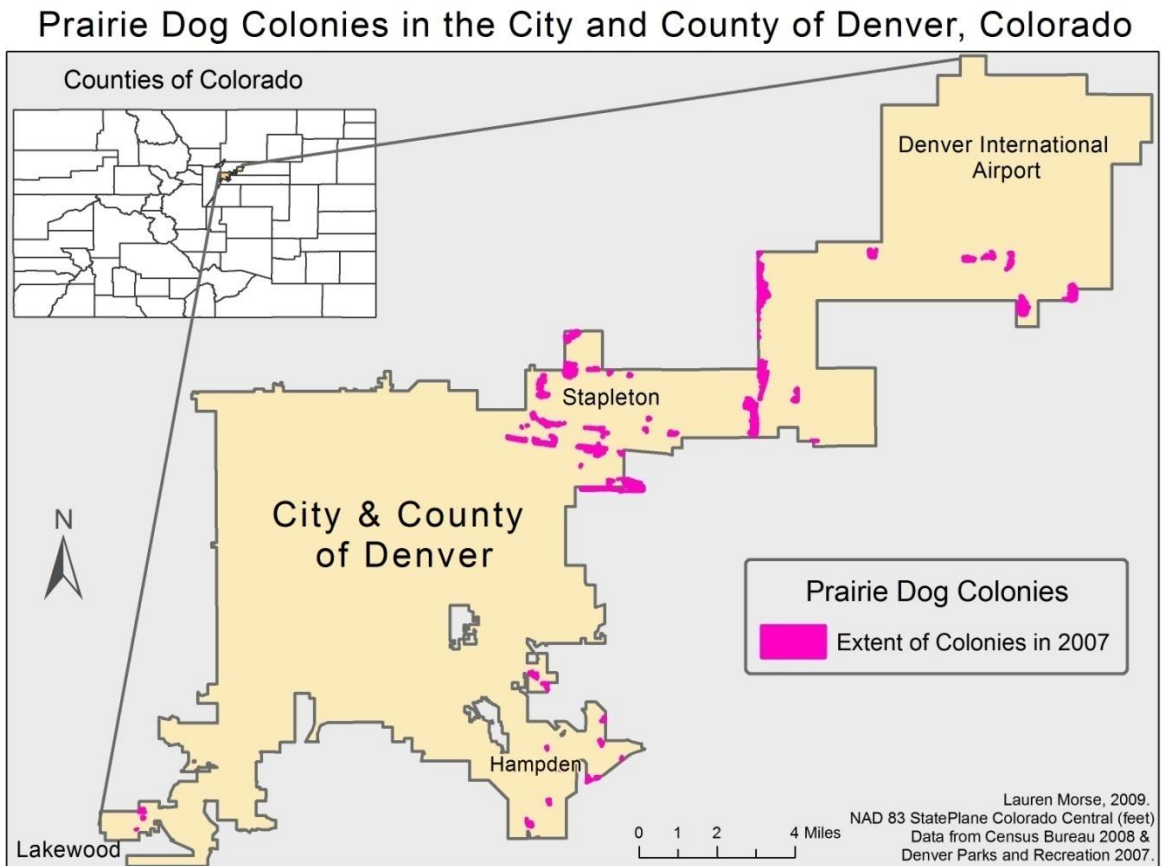 Prairie Dog Colonies in the City and County of Denver, Colorado
Counties of Colorado
Denver International
Airport
Stapleton
City & County
of Denver
N
Prairie Dog Colonies
Extent of Colonies in 2007
Hampden
Lakewood
0 1 2 4 Miles
Lauren Morse, 2009.
NAD 83 StatePlane Colorado Central (feet)
Data from Census Bureau 2008 &
Denver Parks and Recreation 2007.